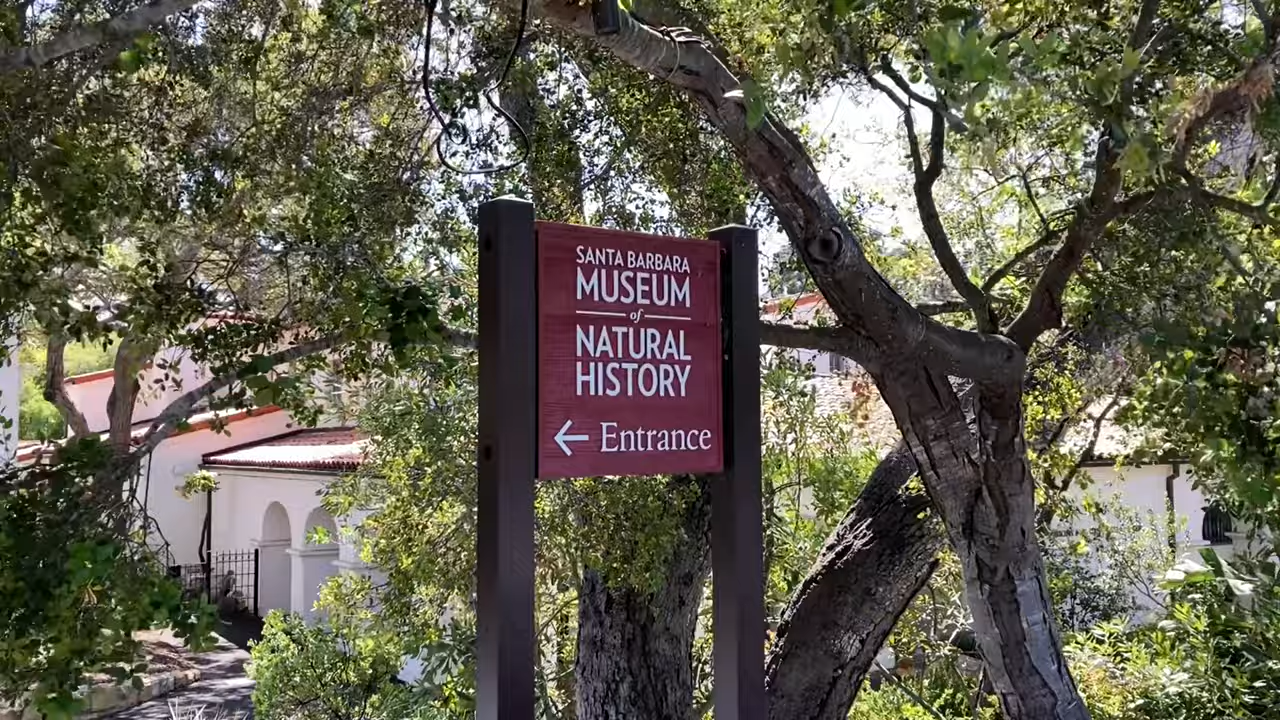 SANTA BARBARA
MUSEUM
of
NATURAL
HISTORY
← Entrance